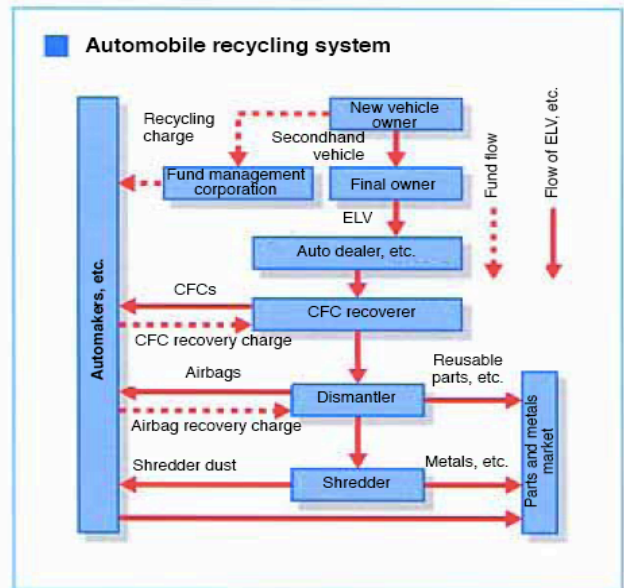 Automobile recycling system
New vehicle
owner
Recycling
charge
Secondhand
vehicle
Fund management
corporation
Final owner
ELV
Auto dealer, etc.
CFCs
CFC recoverer
CFC recovery charge
Airbags
Dismantler
Reusable
parts, etc.
Airbag recovery charge
Shredder dust
Shredder
Metals, etc.
Automakers, etc.
Parts and metals
market
Fund flow
Flow of ELV, etc.